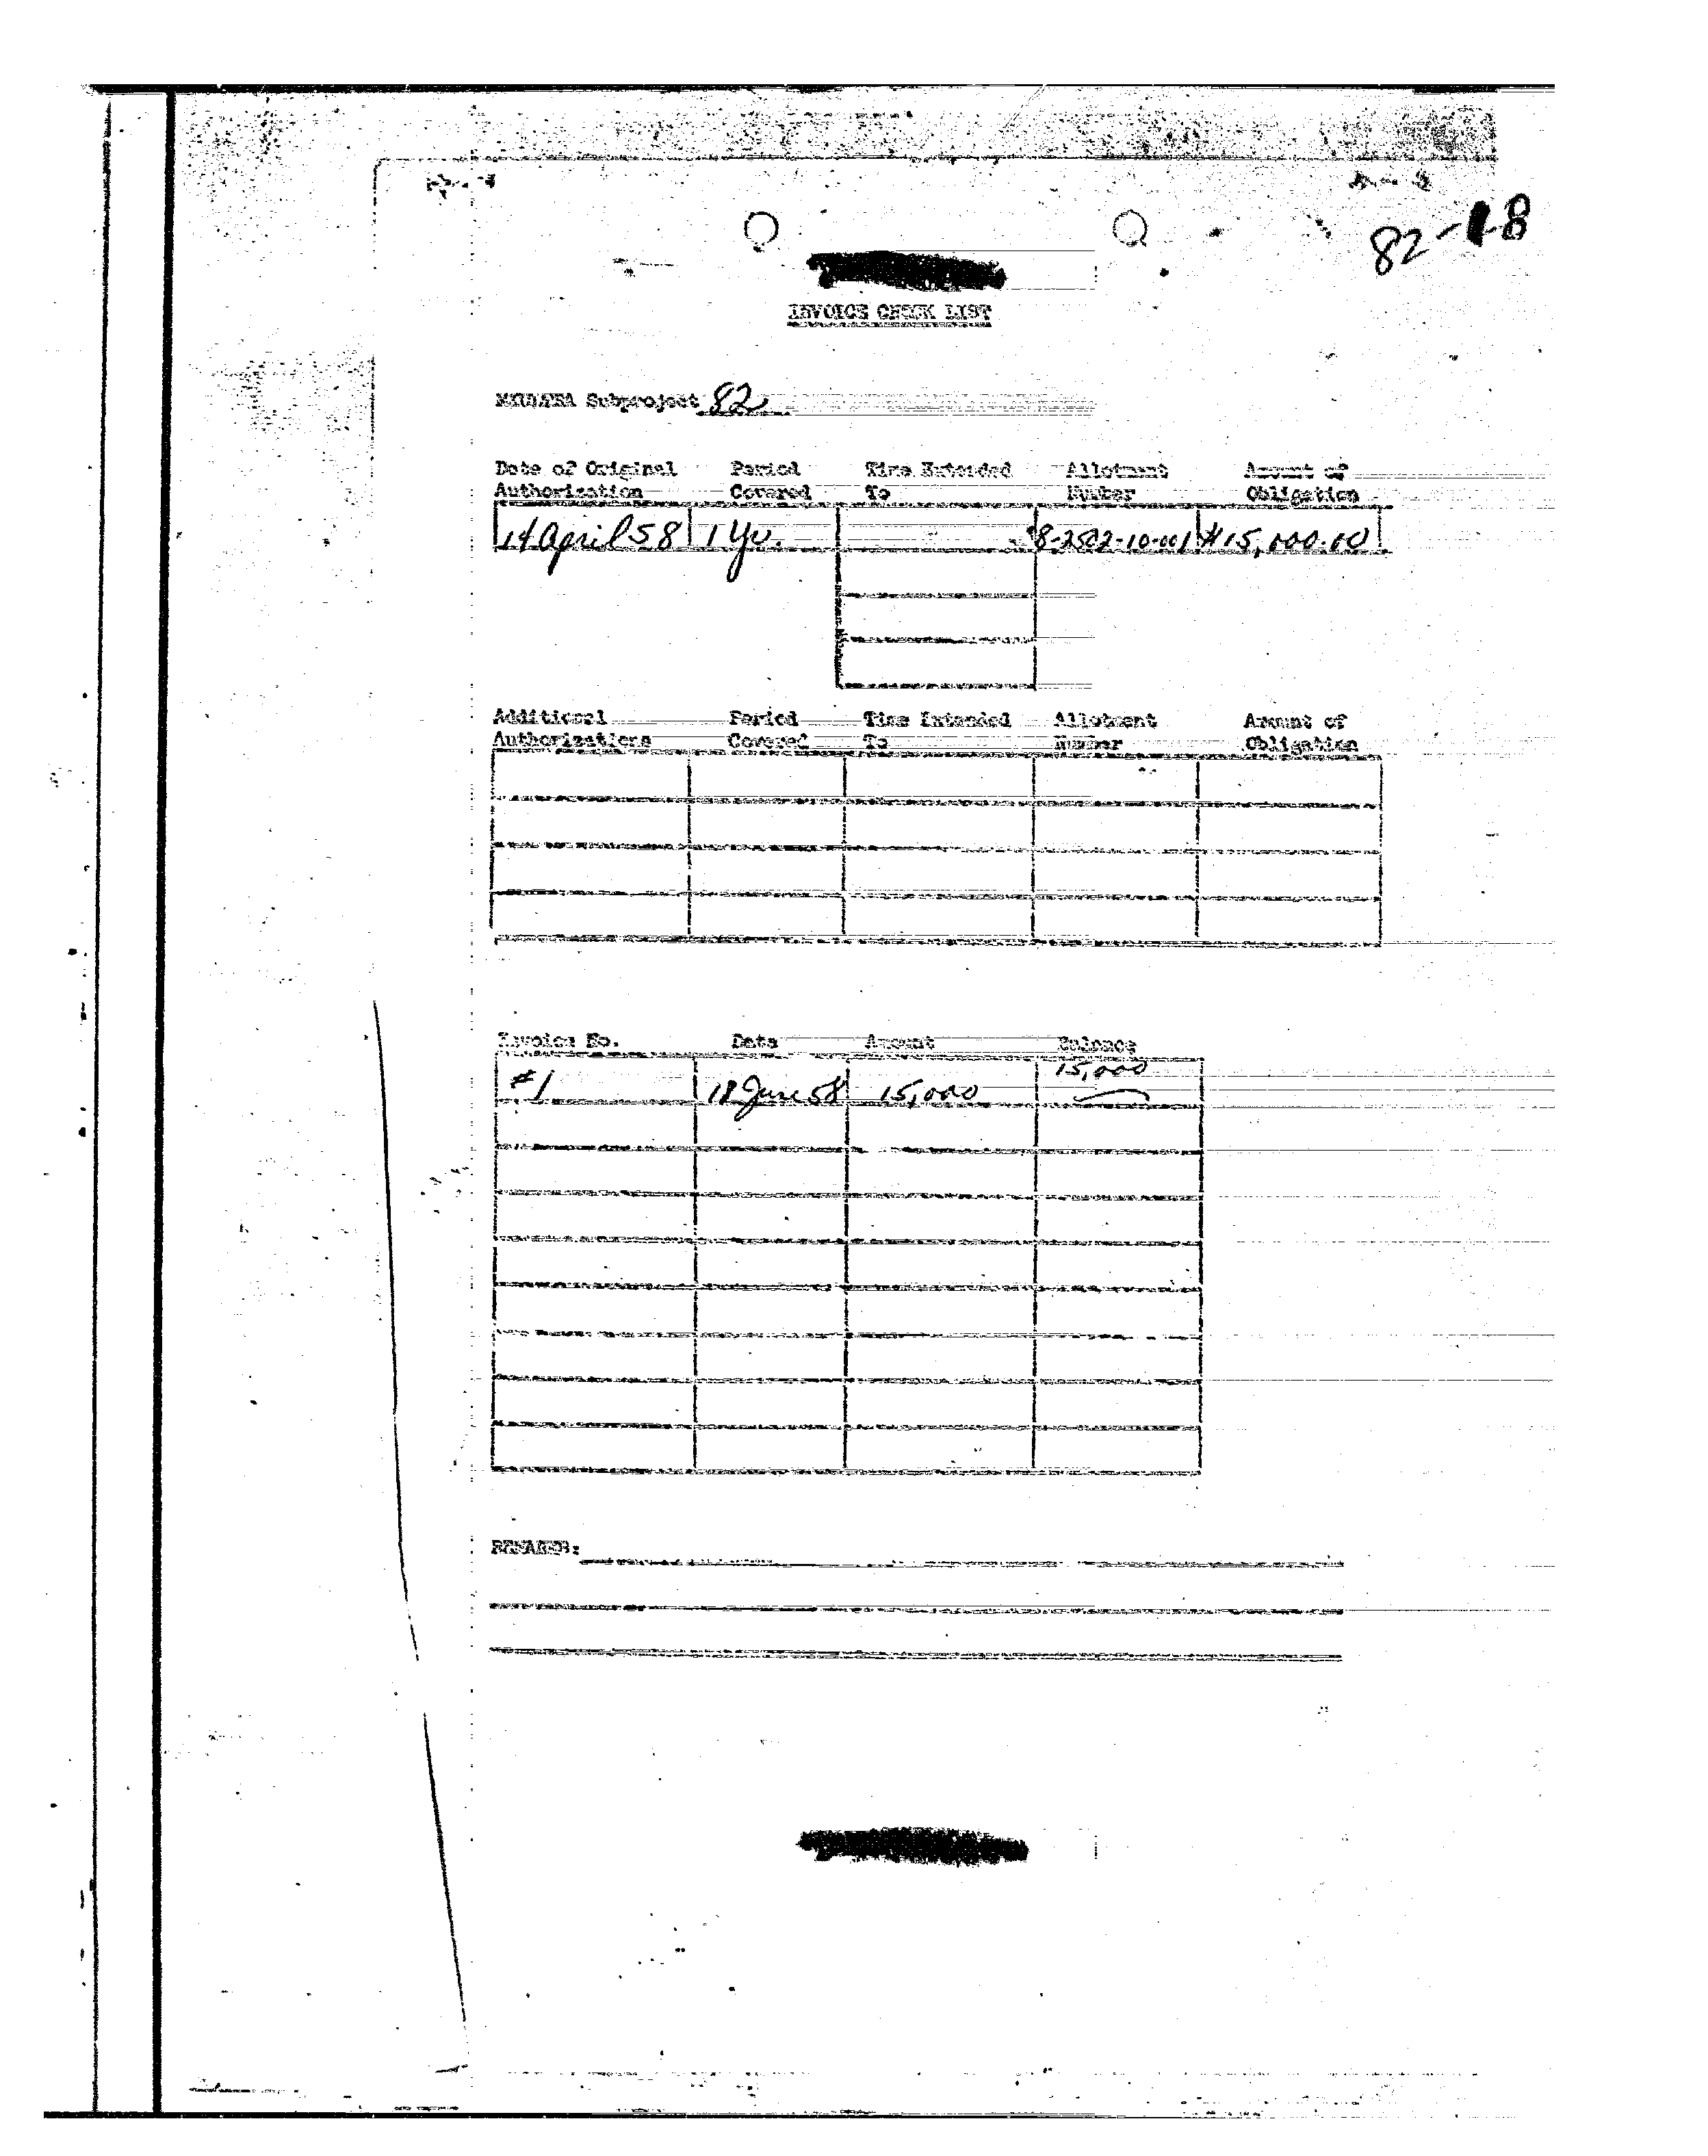 82-18
INVOICE CHECK LIST
MKULTRA Subproject 82
Date of Original Period Time Extended Allotment Amount of
Authorization Covered To Number Obligation
14 April 58 1 Yr. 8-2502-10-001 $15,000.00
Additional Period Time Extended Allotment Amount of
Authorizations Covered To Number Obligation
Invoice No. Date Amount Balance
15,000
#1 18 June 58 15,000
REMARKS: